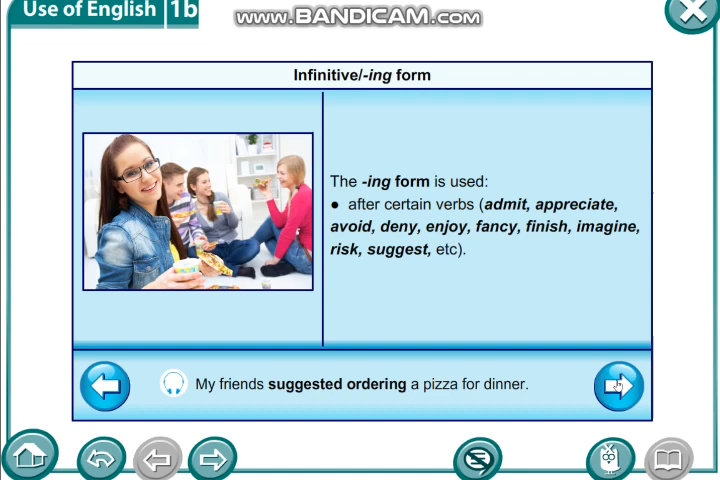 Use of English 1b
www.BANDICAM.COM
Infinitive/-ing form
The -ing form is used:
● after certain verbs (admit, appreciate,
avoid, deny, enjoy, fancy, finish, imagine,
risk, suggest, etc).
My friends suggested ordering a pizza for dinner.